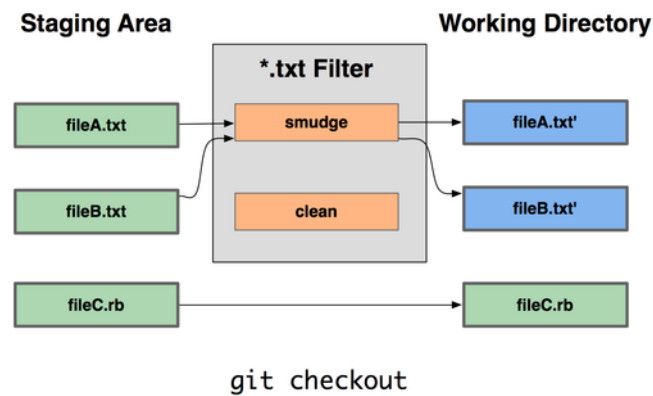 Staging Area
Working Directory
*.txt Filter
fileA.txt
smudge
fileA.txt'
fileB.txt
clean
fileB.txt'
fileC.rb
fileC.rb
git checkout